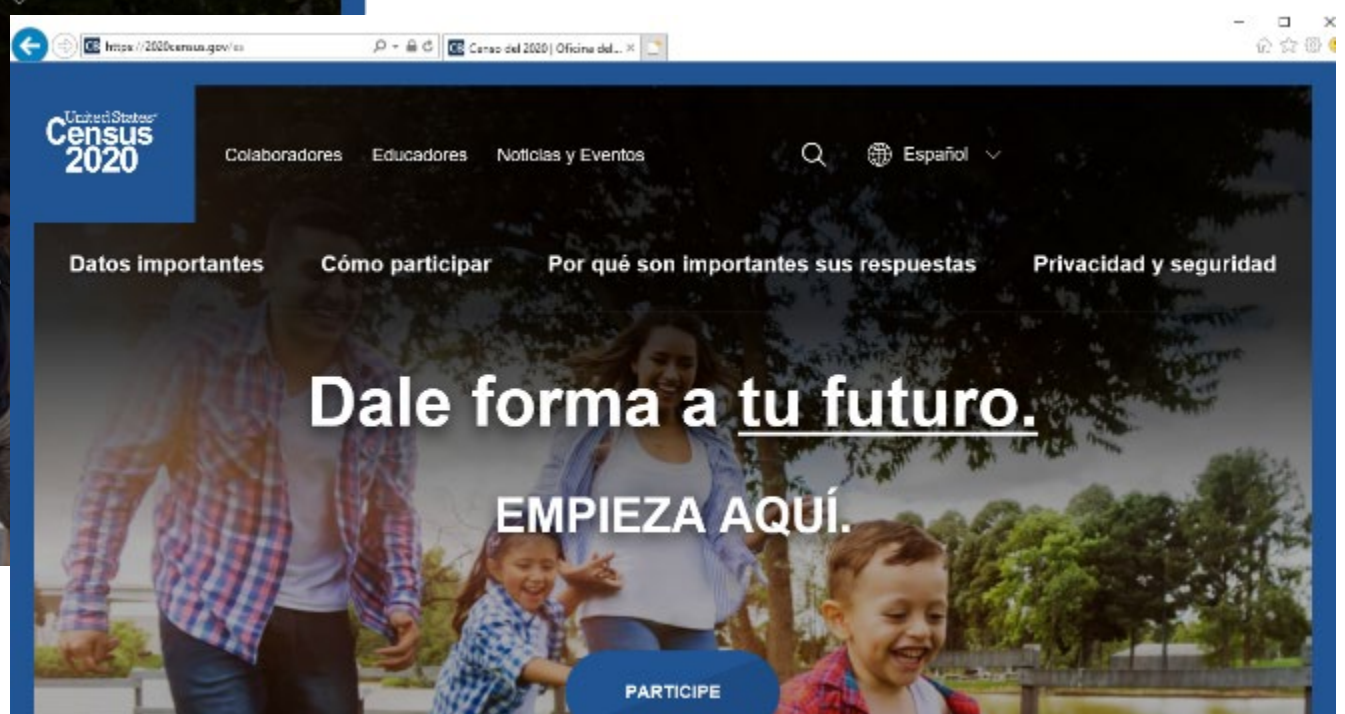 https://2020census.gov/es
CB Censo del 2020 | Oficina del...
United States®
Census
2020
Colaboradores Educadores Noticias y Eventos Español
Datos importantes Cómo participar Por qué son importantes sus respuestas Privacidad y seguridad
Dale forma a tu futuro.
EMPIEZA AQUÍ.
PARTICIPE